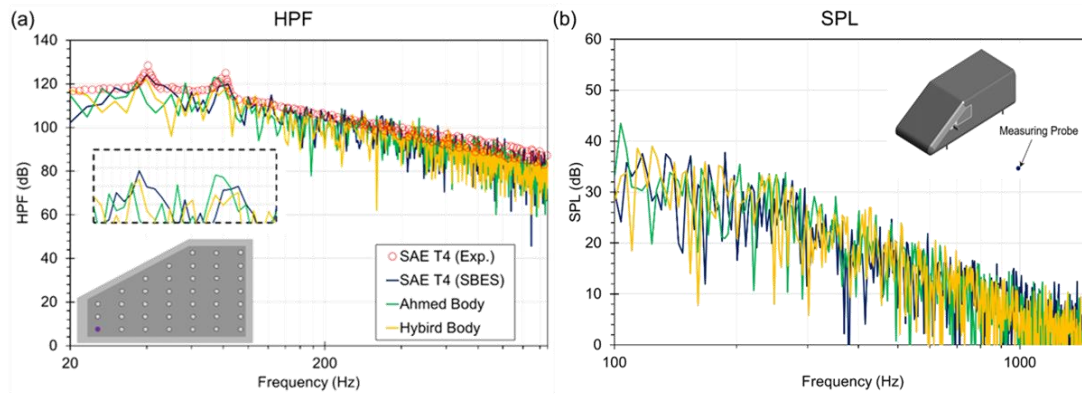 (a)
HPF
140
120
100
80
60
40
20
0
HPF (dB)
20
200
Frequency (Hz)
SAE T4 (Exp.)
SAE T4 (SBES)
Ahmed Body
Hybird Body
(b)
SPL
60
50
40
30
20
10
0
SPL (dB)
100
1000
Frequency (Hz)
Measuring Probe